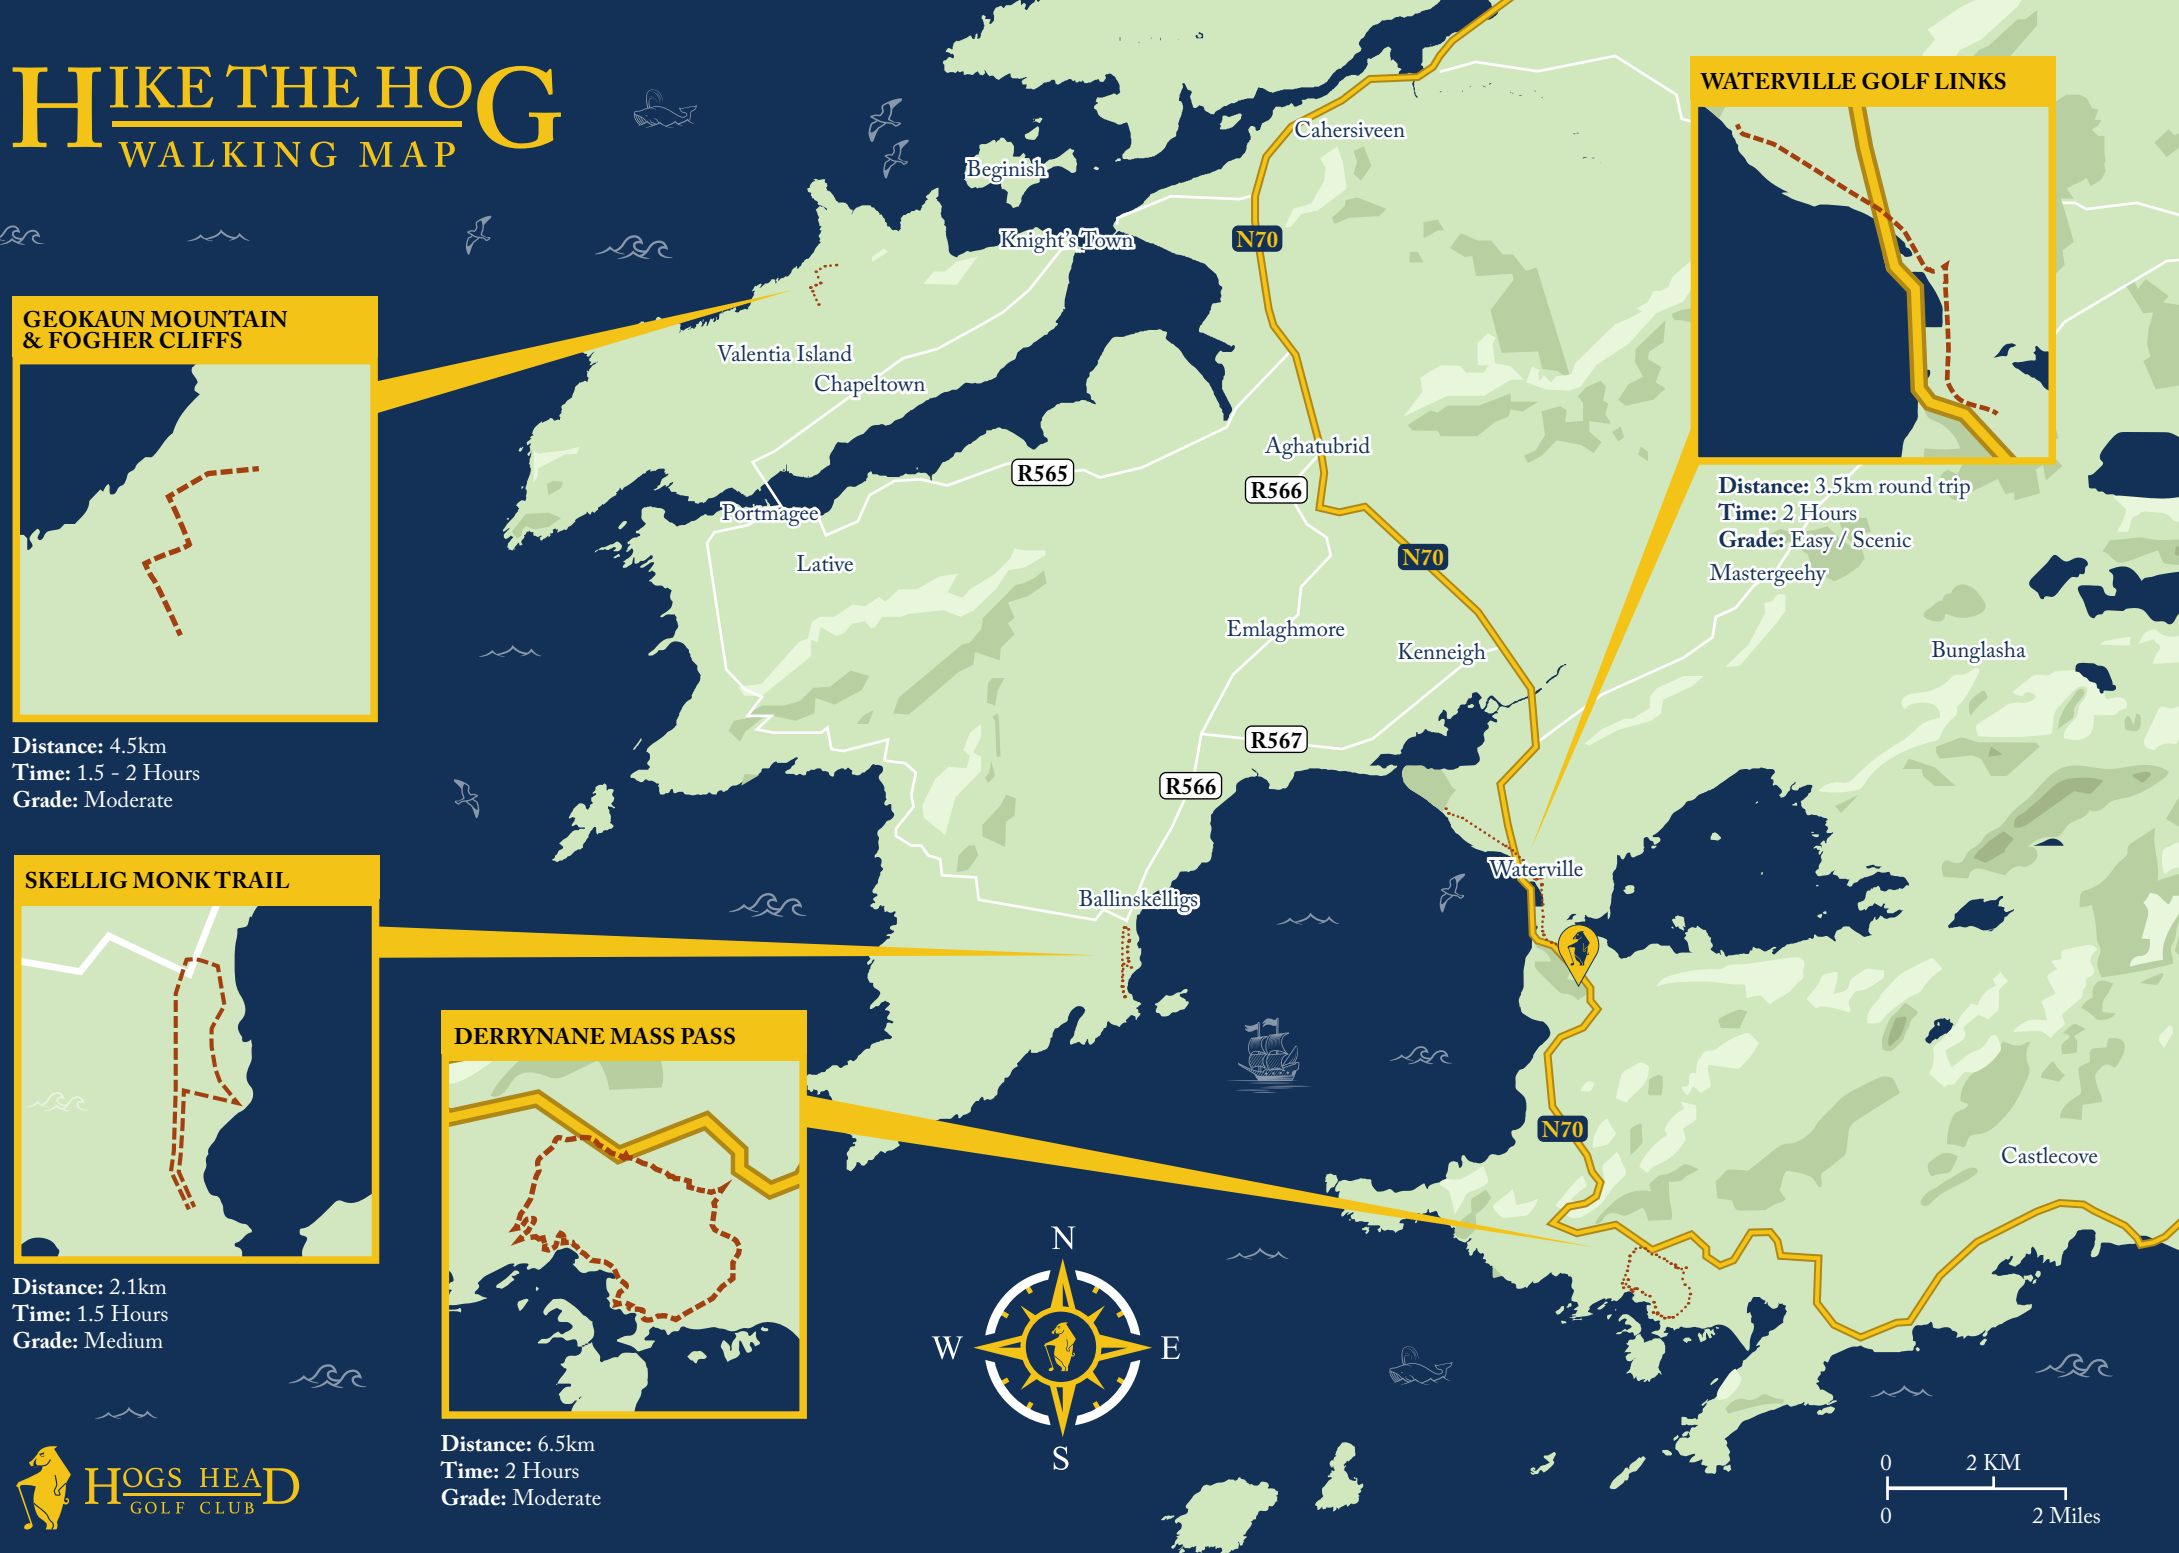 HIKE THE HOG
WALKING MAP
WATERVILLE GOLF LINKS
Distance: 3.5km round trip
Time: 2 Hours
Grade: Easy / Scenic
Cahersiveen
Beginish
Knight's Town
N70
GEOKAUN MOUNTAIN
& FOGHER CLIFFS
Distance: 4.5km
Time: 1.5 - 2 Hours
Grade: Moderate
Valentia Island
Chapeltown
Aghatubrid
R565
R566
Portmagee
N70
Lative
Mastergeehy
Emlaghmore
Kenneigh
Bunglasha
R567
R566
Waterville
Ballinskelligs
SKELLIG MONK TRAIL
Distance: 2.1km
Time: 1.5 Hours
Grade: Medium
DERRYNANE MASS PASS
Distance: 6.5km
Time: 2 Hours
Grade: Moderate
N70
Castlecove
N
W
E
S
0
2 KM
0
2 Miles
HOGS HEAD
GOLF CLUB